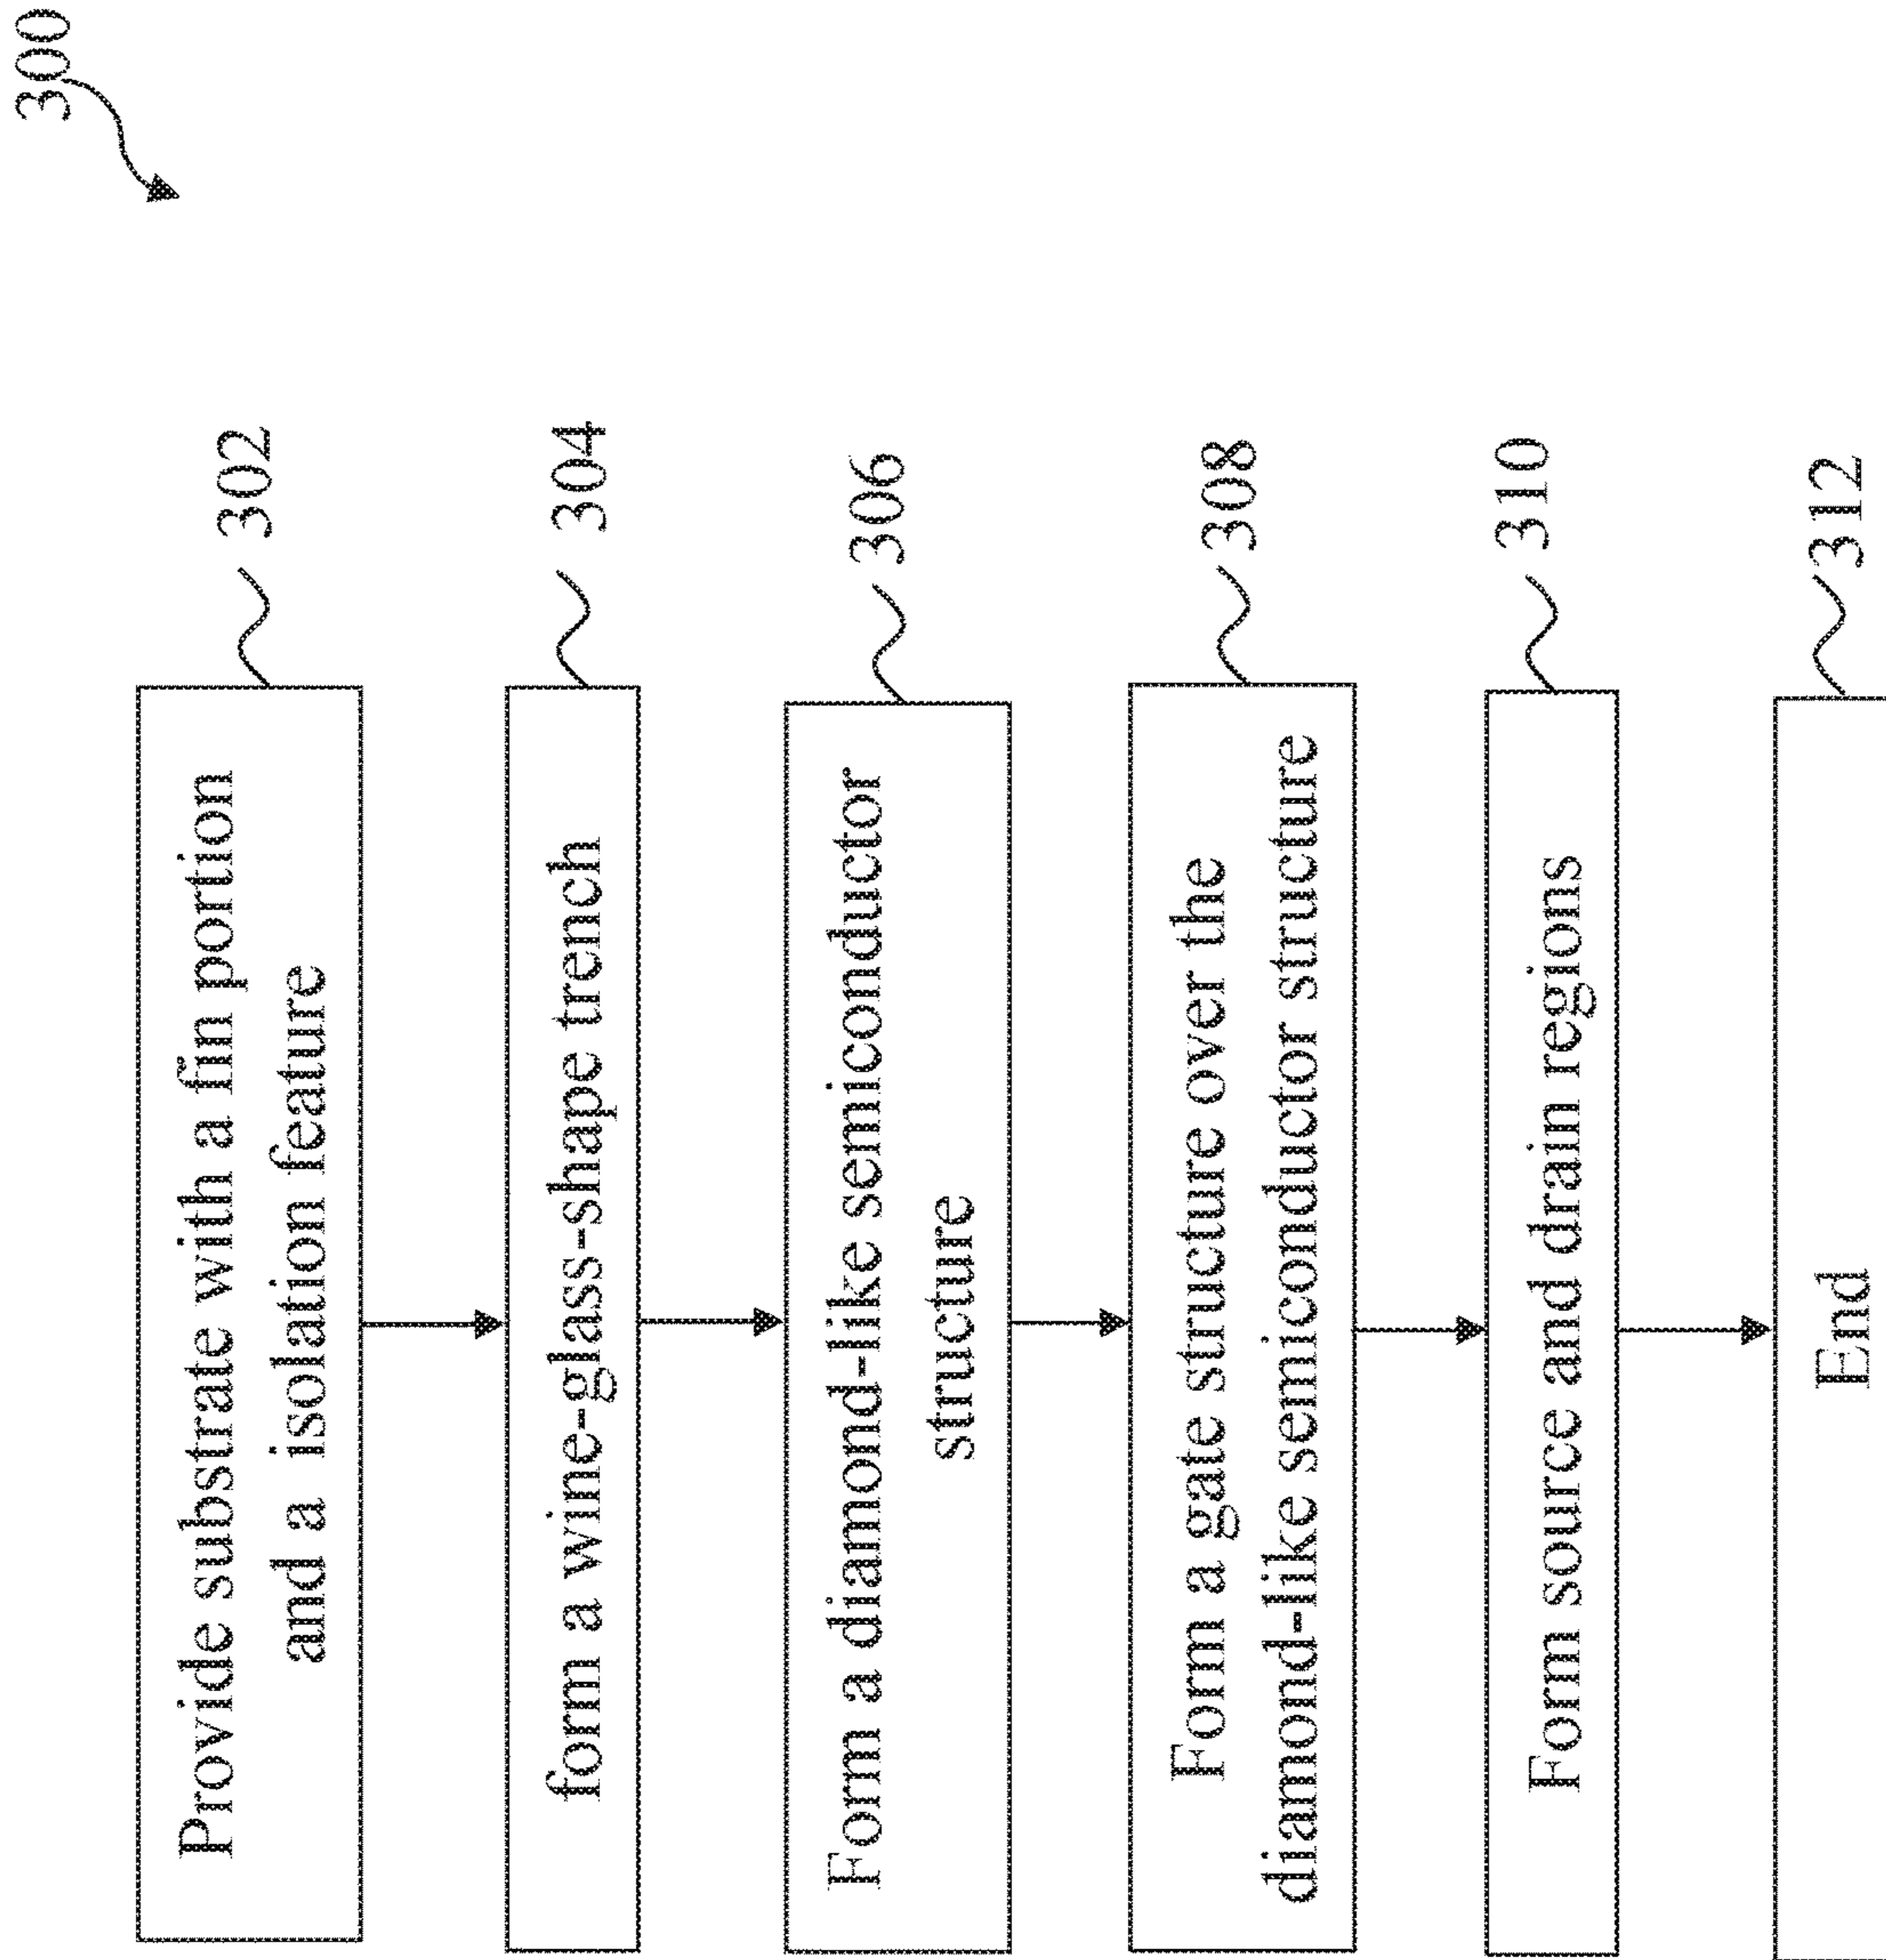 300
Provide substrate with a fin portion
and a isolation feature
302
form a wine-glass-shape trench
304
Form a diamond-like semiconductor
structure
306
Form a gate structure over the
diamond-like semiconductor structure
308
Form source and drain regions
310
End
312